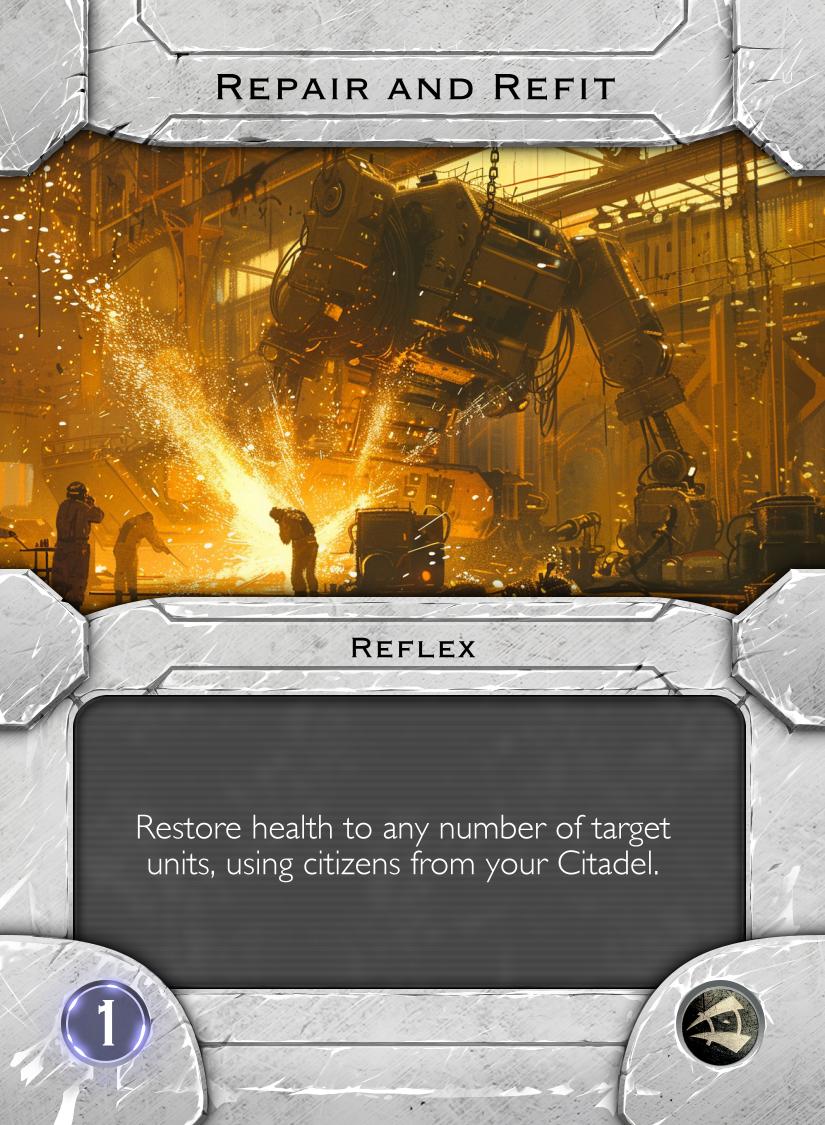 Repair and Refit
Reflex
Restore health to any number of target
units, using citizens from your Citadel.
1